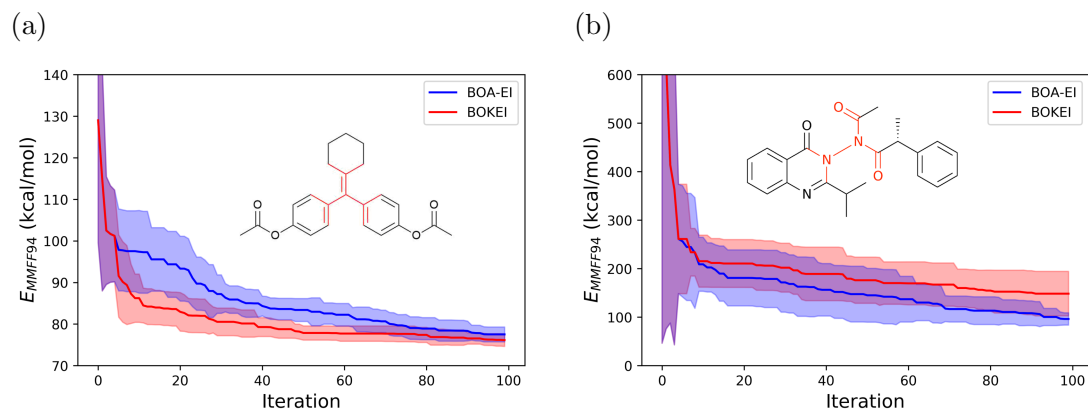 (a)
140
130
120
110
100
90
80
70
E_MMFF94 (kcal/mol)
0 20 40 60 80 100
Iteration
BOA-EI
BOKEI
O
O
O
O
(b)
600
500
400
300
200
100
0
E_MMFF94 (kcal/mol)
0 20 40 60 80 100
Iteration
BOA-EI
BOKEI
O
O
N
N
O
N